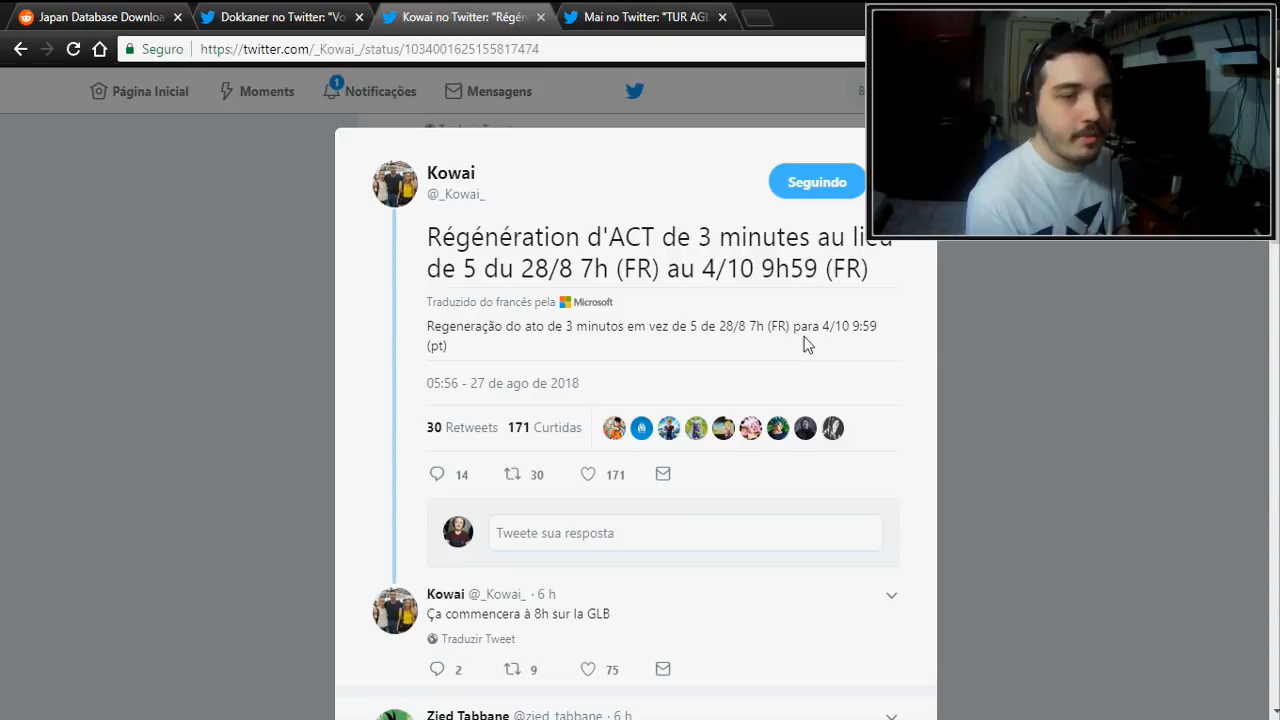 Japan Database Downloa
Dokkaner no Twitter: "Vo
Kowai no Twitter: "Régén
Mai no Twitter: "TUR AGL
Seguro
https://twitter.com/_Kowai_/status/1034001625155817474
Página Inicial
Moments
1
Notificações
Mensagens
Kowai
@_Kowai_
Seguindo
Régénération d'ACT de 3 minutes au lieu
de 5 du 28/8 7h (FR) au 4/10 9h59 (FR)
Traduzido do francês pela Microsoft
Regeneração do ato de 3 minutos em vez de 5 de 28/8 7h (FR) para 4/10 9:59
(pt)
05:56 - 27 de ago de 2018
30 Retweets 171 Curtidas
14 30 171
Tweete sua resposta
Kowai @_Kowai_ · 6 h
Ça commencera à 8h sur la GLB
Traduzir Tweet
2 9 75
Zied Tabbane @zied_tabbane · 6 h